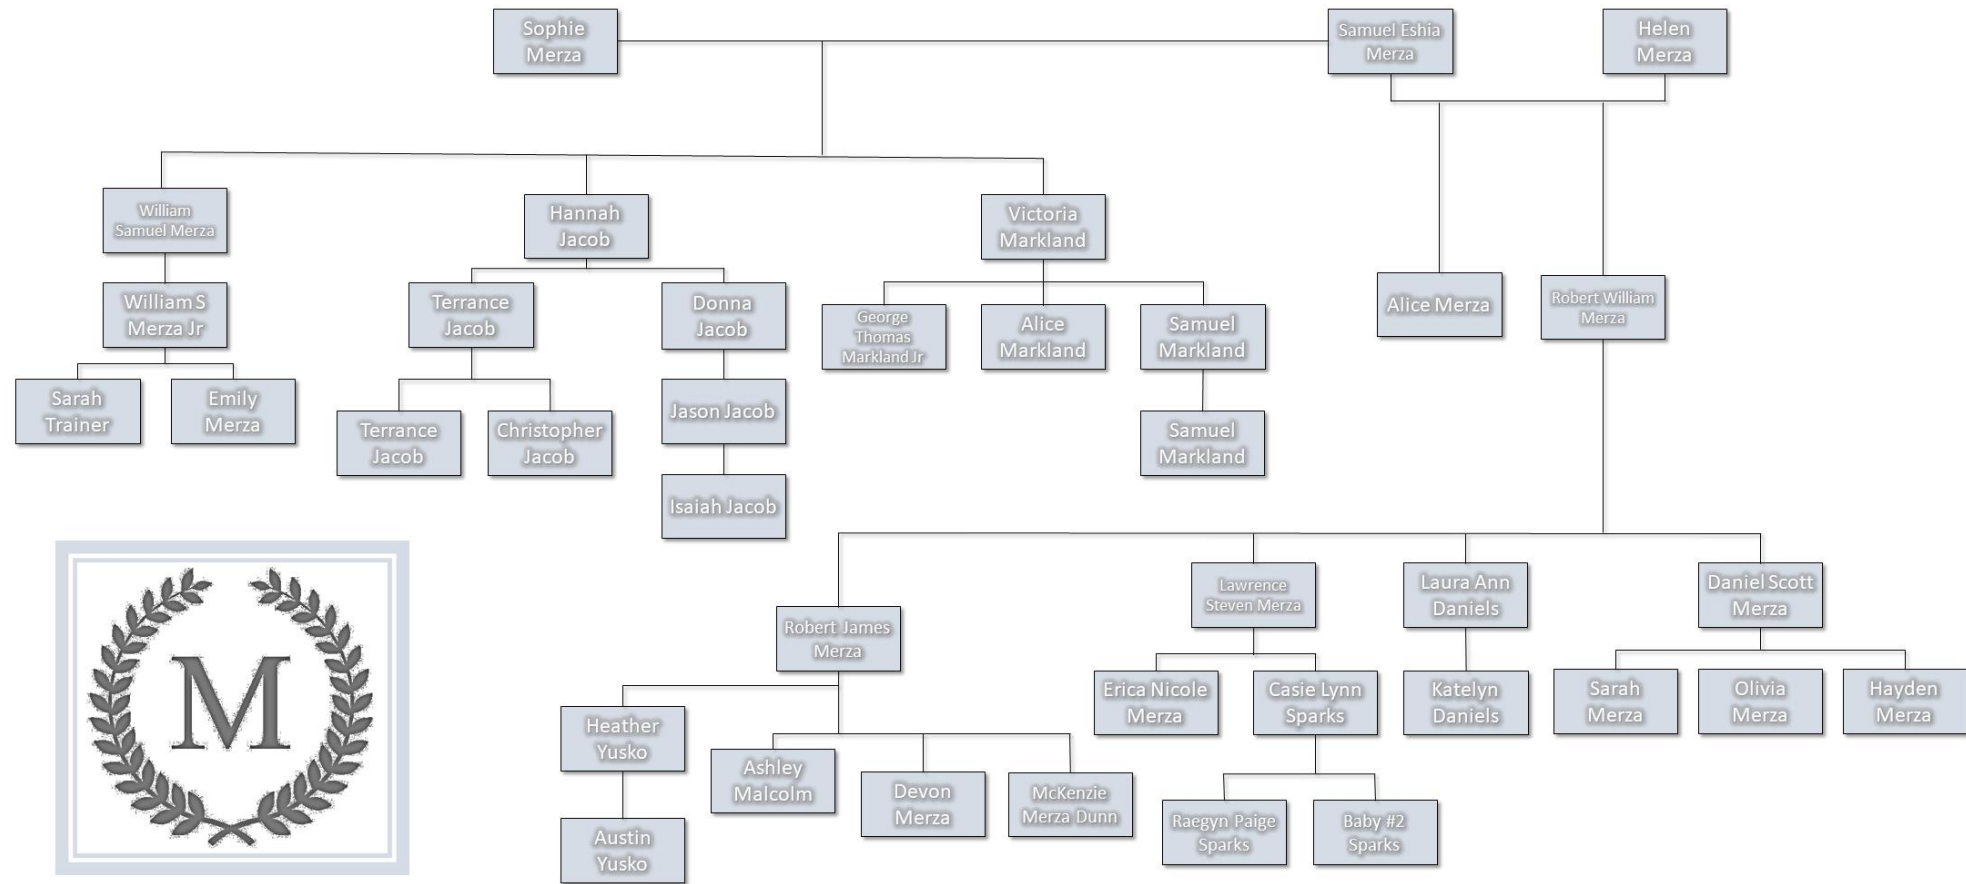 Sophie
Merza
Samuel Eshia
Merza
Helen
Merza
William
Samuel Merza
Hannah
Jacob
Victoria
Markland
William S
Merza Jr
Terrance
Jacob
Donna
Jacob
George
Thomas
Markland Jr
Alice
Markland
Samuel
Markland
Alice Merza
Robert William
Merza
Sarah
Trainer
Emily
Merza
Terrance
Jacob
Christopher
Jacob
Jason Jacob
Samuel
Markland
Isaiah Jacob
Robert James
Merza
Lawrence
Steven Merza
Laura Ann
Daniels
Daniel Scott
Merza
Heather
Yusko
Ashley
Malcolm
Devon
Merza
McKenzie
Merza Dunn
Erica Nicole
Merza
Casie Lynn
Sparks
Katelyn
Daniels
Sarah
Merza
Olivia
Merza
Hayden
Merza
Austin
Yusko
Raegyn Paige
Sparks
Baby #2
Sparks
M